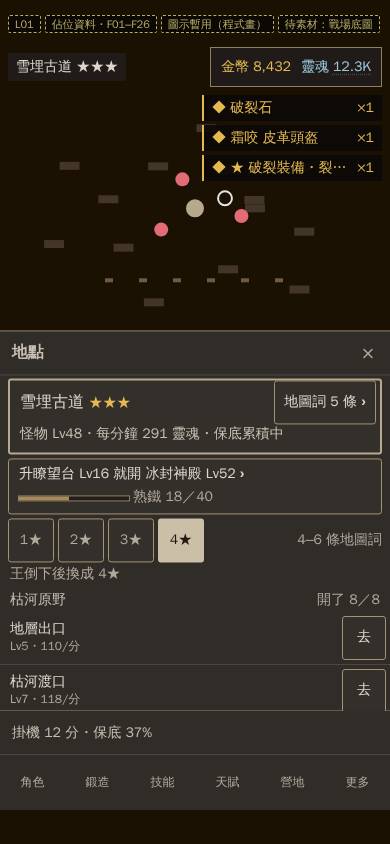 L01 佔位資料・F01–F26 圖示暫用（程式畫） 待素材：戰場底圖
雪埋古道 ★★★
金幣 8,432 靈魂 12.3K
◆ 破裂石 ×1
◆ 霜咬 皮革頭盔 ×1
◆ ★ 破裂裝備・裂⋯ ×1
地點 ×
雪埋古道 ★★★
地圖詞 5 條 ›
怪物 Lv48・每分鐘 291 靈魂・保底累積中
升瞭望台 Lv16 就開 冰封神殿 Lv52 ›
熟鐵 18／40
1★ 2★ 3★ 4★ 4–6 條地圖詞
王倒下後換成 4★
枯河原野 開了 8／8
地層出口
Lv5・110/分
去
枯河渡口
Lv7・118/分
去
掛機 12 分・保底 37%
角色 鍛造 技能 天賦 營地 更多